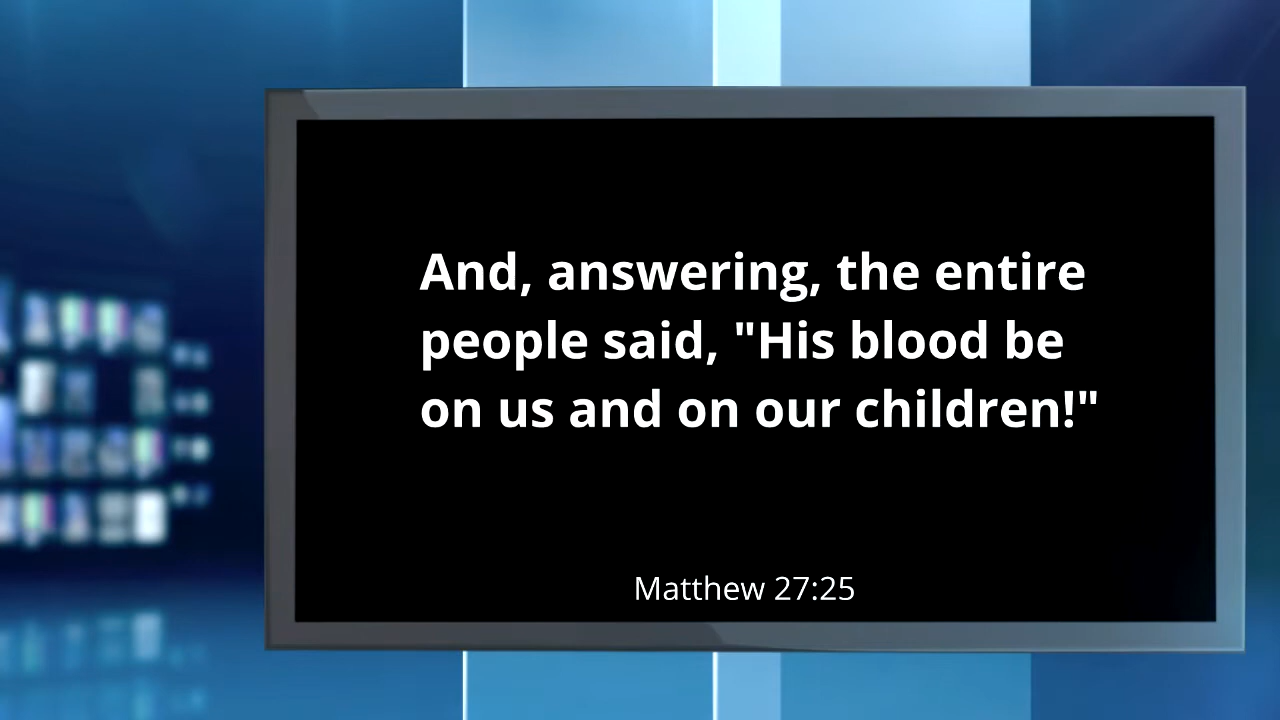 And, answering, the entire
people said, "His blood be
on us and on our children!"
Matthew 27:25